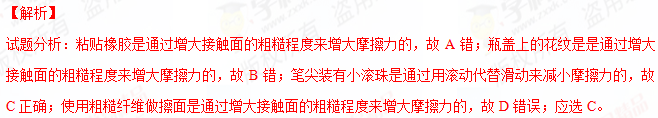 【解析】
试题分析：粘贴橡胶是通过增大接触面的粗糙程度来增大摩擦力的，故 A 错；瓶盖上的花纹是是通过增大
接触面的粗糙程度来增大摩擦力的，故 B 错；笔尖装有小滚珠是通过用滚动代替滑动来减小摩擦力的，故
C 正确；使用粗糙纤维做擦面是通过增大接触面的粗糙程度来增大摩擦力的，故 D 错误；应选 C。